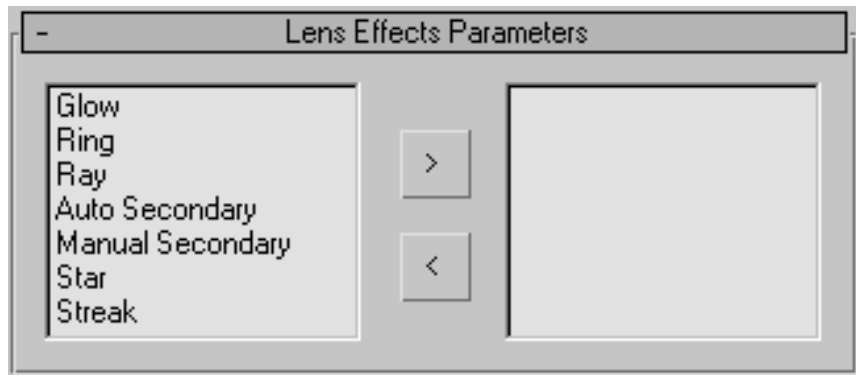 - Lens Effects Parameters
Glow
Ring
Ray
Auto Secondary
Manual Secondary
Star
Streak
>
<